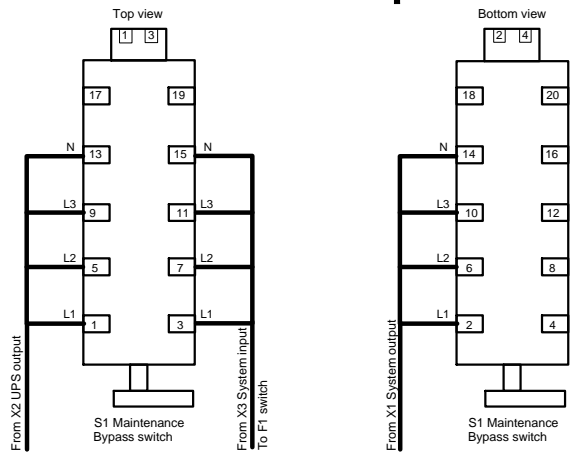 Top view
1 3
17 19
N 13 15 N
L3 9 11 L3
L2 5 7 L2
L1 1 3 L1
From X2 UPS output
From X3 System input
To F1 switch
S1 Maintenance
Bypass switch
Bottom view
2 4
18 20
N 14 16
L3 10 12
L2 6 8
L1 2 4
From X1 System output
S1 Maintenance
Bypass switch